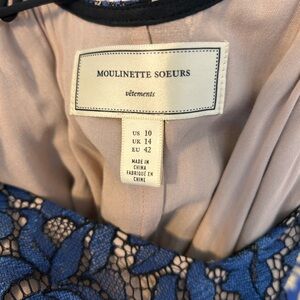 MOULINETTE SOEURS
vêtements
US 10
UK 14
EU 42
MADE IN
CHINA
FABRIQUÉ EN
CHINE